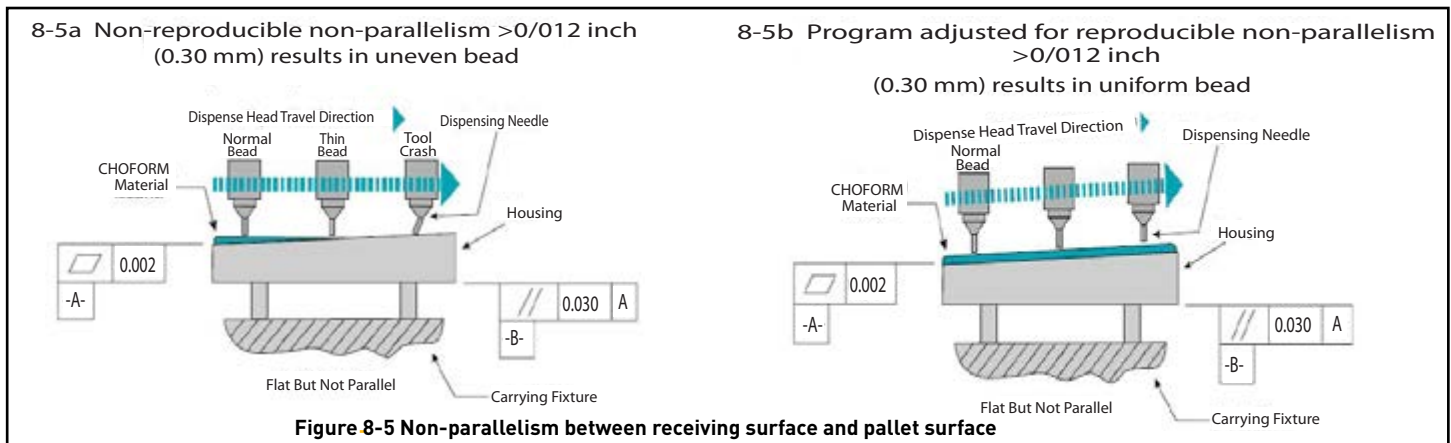 8-5a Non-reproducible non-parallelism >0/012 inch
(0.30 mm) results in uneven bead
Dispense Head Travel Direction
Normal
Bead
Thin
Bead
Tool
Crash
Dispensing Needle
CHOFORM
Material
Housing
0.002
-A-
// 0.030 A
-B-
Flat But Not Parallel
Carrying Fixture
8-5b Program adjusted for reproducible non-parallelism
>0/012 inch
(0.30 mm) results in uniform bead
Dispense Head Travel Direction
Normal
Bead
Dispensing Needle
CHOFORM
Material
Housing
0.002
-A-
// 0.030 A
-B-
Flat But Not Parallel
Carrying Fixture
Figure 8-5 Non-parallelism between receiving surface and pallet surface